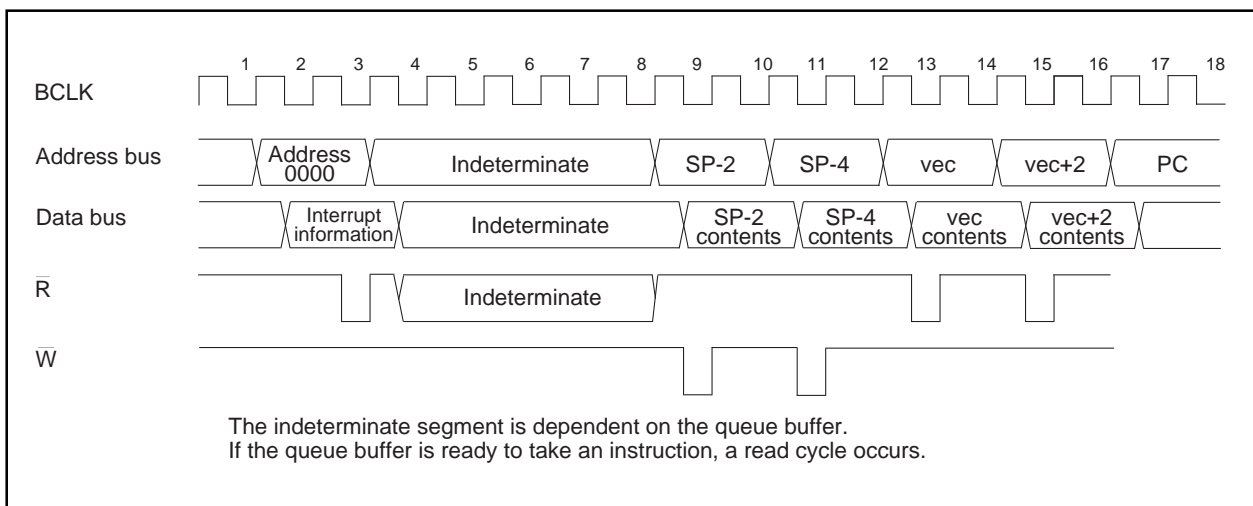 1 2 3 4 5 6 7 8 9 10 11 12 13 14 15 16 17 18
BCLK
Address bus
Address
0000
Indeterminate
SP-2
SP-4
vec
vec+2
PC
Data bus
Interrupt
information
Indeterminate
SP-2
contents
SP-4
contents
vec
contents
vec+2
contents
R̅
Indeterminate
W̅
The indeterminate segment is dependent on the queue buffer.
If the queue buffer is ready to take an instruction, a read cycle occurs.